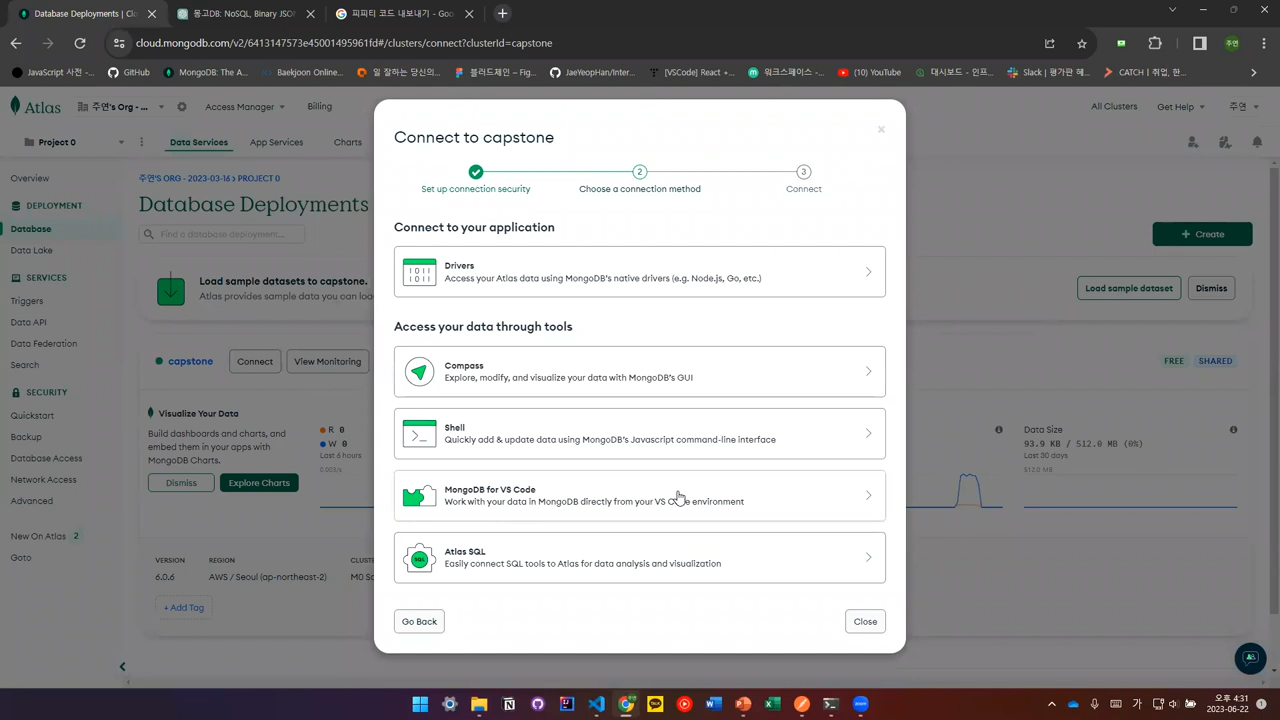 Database Deployments | Cl
몽고DB: NoSQL, Binary JSO
피피티 코드 내보내기 - Goo
cloud.mongodb.com/v2/6413147573e45001495961fd#/clusters/connect?clusterId=capstone
주연
JavaScript 사전 -...
GitHub
MongoDB: The A...
Baekjoon Online...
일 잘하는 당신의...
블러드체인 – Fig...
JaeYeopHan/Inter...
[VSCode] React +...
워크스페이스 -...
(10) YouTube
대시보드 - 인프...
Slack | 평가판 혜...
CATCH | 취업, 한...
Atlas
주연's Org - ...
Access Manager
Billing
All Clusters
Get Help
주연
Project 0
Data Services
App Services
Charts
Overview
DEPLOYMENT
Database
Data Lake
SERVICES
Triggers
Data API
Data Federation
Search
SECURITY
Quickstart
Backup
Database Access
Network Access
Advanced
New On Atlas 2
Goto
주연'S ORG - 2023-03-16 > PROJECT 0
Database Deployments
Find a database deployment...
+ Create
Load sample datasets to capstone.
Atlas provides sample data you can loa
Load sample dataset
Dismiss
capstone
Connect
View Monitoring
FREE
SHARED
Visualize Your Data
Build dashboards and charts, and
embed them in your apps with
MongoDB Charts.
Dismiss
Explore Charts
R 0
W 0
Last 6 hours
0.003/s
Data Size
93.9 KB / 512.0 MB (0%)
Last 30 days
512.0 MB
VERSION
6.0.6
REGION
AWS / Seoul (ap-northeast-2)
CLUST
M0 Sa
+ Add Tag
Connect to capstone
2
3
Set up connection security
Choose a connection method
Connect
Connect to your application
Drivers
Access your Atlas data using MongoDB's native drivers (e.g. Node.js, Go, etc.)
Access your data through tools
Compass
Explore, modify, and visualize your data with MongoDB's GUI
Shell
Quickly add & update data using MongoDB's Javascript command-line interface
MongoDB for VS Code
Work with your data in MongoDB directly from your VS Code environment
SQL
Atlas SQL
Easily connect SQL tools to Atlas for data analysis and visualization
Go Back
Close
가
오후 4:31
2023-06-22